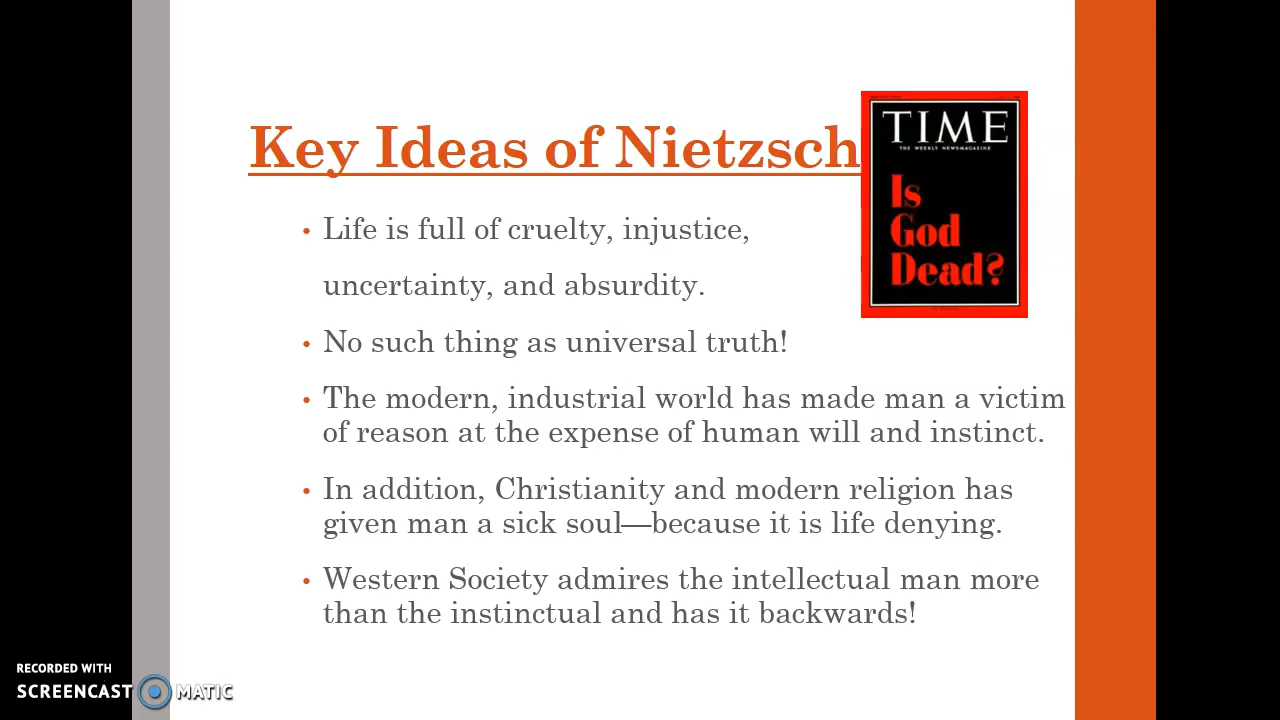 Key Ideas of Nietzsch
TIME
THE WEEKLY NEWSMAGAZINE
Is
God
Dead?
• Life is full of cruelty, injustice,
uncertainty, and absurdity.
• No such thing as universal truth!
• The modern, industrial world has made man a victim
of reason at the expense of human will and instinct.
• In addition, Christianity and modern religion has
given man a sick soul—because it is life denying.
• Western Society admires the intellectual man more
than the instinctual and has it backwards!
RECORDED WITH
SCREENCAST MATIC